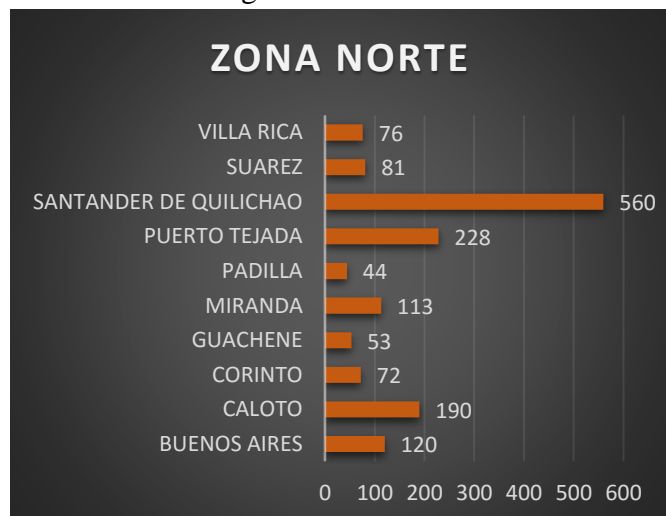 ZONA NORTE
VILLA RICA 76
SUAREZ 81
SANTANDER DE QUILICHAO 560
PUERTO TEJADA 228
PADILLA 44
MIRANDA 113
GUACHENE 53
CORINTO 72
CALOTO 190
BUENOS AIRES 120
0 100 200 300 400 500 600